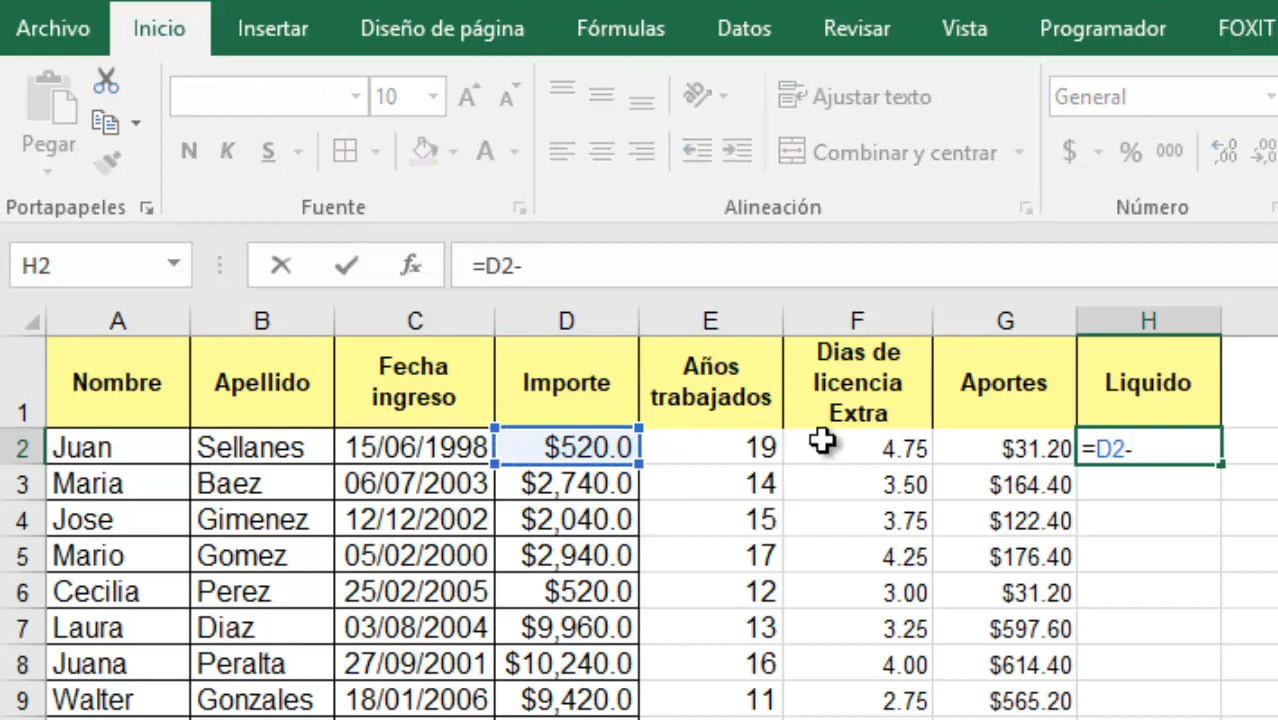 Archivo Inicio Insertar Diseño de página Fórmulas Datos Revisar Vista Programador FOXIT
10 A A Ajustar texto General
Pegar N K S A Combinar y centrar $ % 000
Portapapeles Fuente Alineación Número
H2 fx =D2-
A B C D E F G H
1 Nombre Apellido Fecha ingreso Importe Años trabajados Dias de licencia Extra Aportes Liquido
2 Juan Sellanes 15/06/1998 $520.0 19 4.75 $31.20 =D2-
3 Maria Baez 06/07/2003 $2,740.0 14 3.50 $164.40
4 Jose Gimenez 12/12/2002 $2,040.0 15 3.75 $122.40
5 Mario Gomez 05/02/2000 $2,940.0 17 4.25 $176.40
6 Cecilia Perez 25/02/2005 $520.0 12 3.00 $31.20
7 Laura Diaz 03/08/2004 $9,960.0 13 3.25 $597.60
8 Juana Peralta 27/09/2001 $10,240.0 16 4.00 $614.40
9 Walter Gonzales 18/01/2006 $9,420.0 11 2.75 $565.20